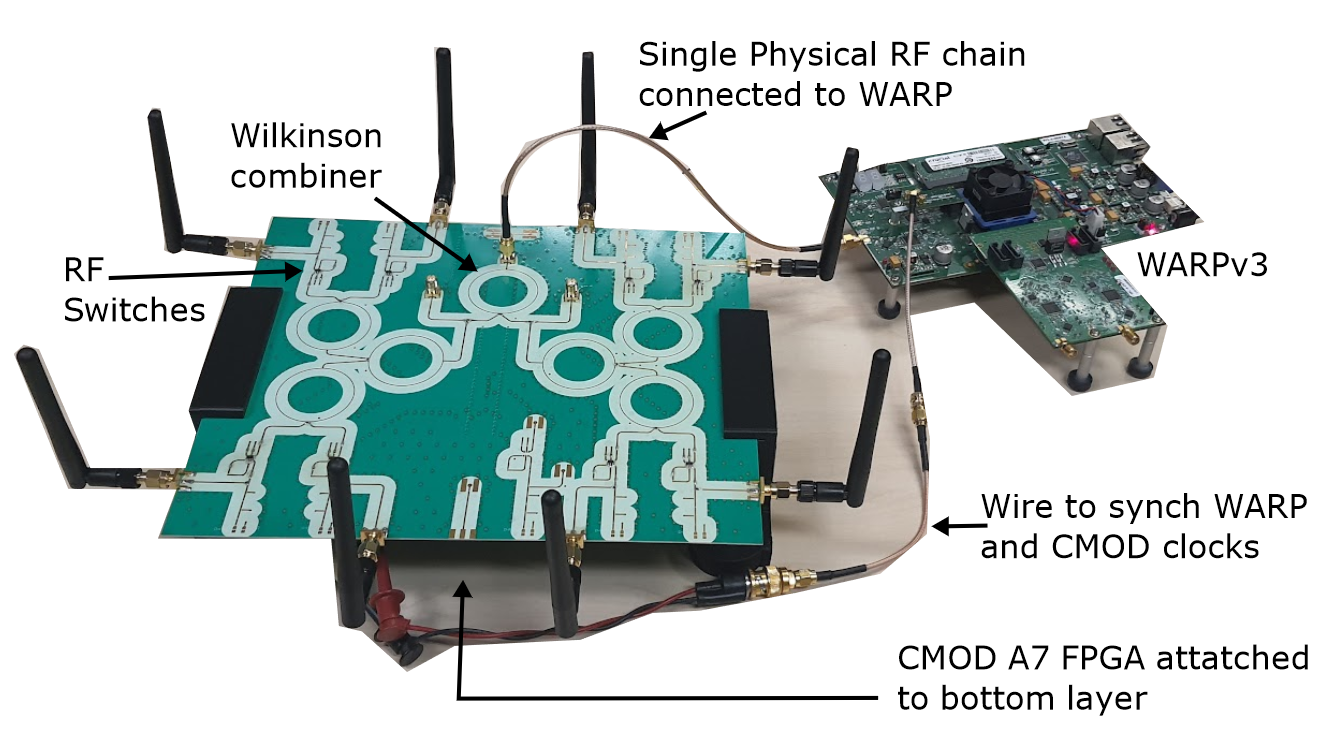 Single Physical RF chain
connected to WARP
Wilkinson
combiner
RF
Switches
WARPv3
Wire to synch WARP
and CMOD clocks
CMOD A7 FPGA attatched
to bottom layer